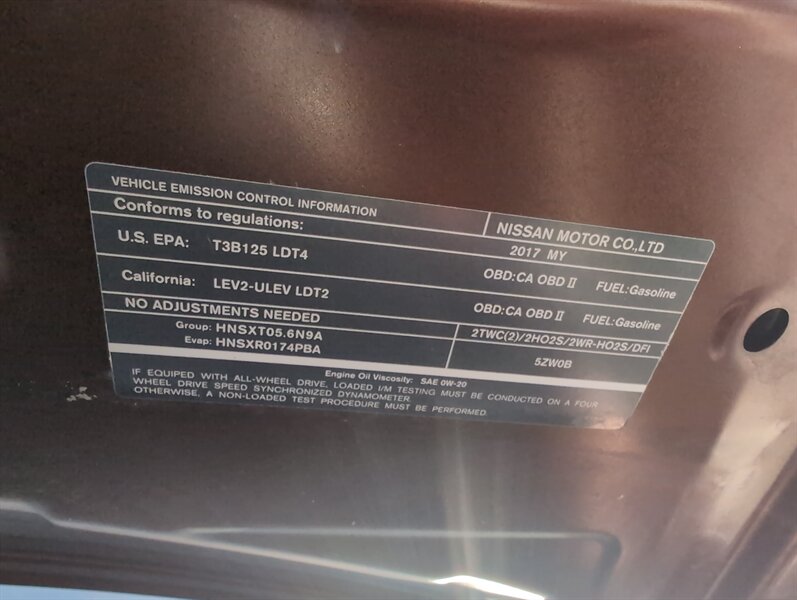 VEHICLE EMISSION CONTROL INFORMATION
NISSAN MOTOR CO.,LTD
Conforms to regulations:
2017 MY
U.S. EPA: T3B125 LDT4
OBD:CA OBD II FUEL:Gasoline
California: LEV2-ULEV LDT2
OBD:CA OBD II FUEL:Gasoline
NO ADJUSTMENTS NEEDED
Group: HNSXT05.6N9A
2TWC(2)/2HO2S/2WR-HO2S/DFI
Evap: HNSXR0174PBA
5ZW0B
Engine Oil Viscosity: SAE 0W-20
IF EQUIPPED WITH ALL-WHEEL DRIVE, LOADED I/M TESTING MUST BE CONDUCTED ON A FOUR
WHEEL DRIVE SPEED SYNCHRONIZED DYNAMOMETER.
OTHERWISE, A NON-LOADED TEST PROCEDURE MUST BE PERFORMED.